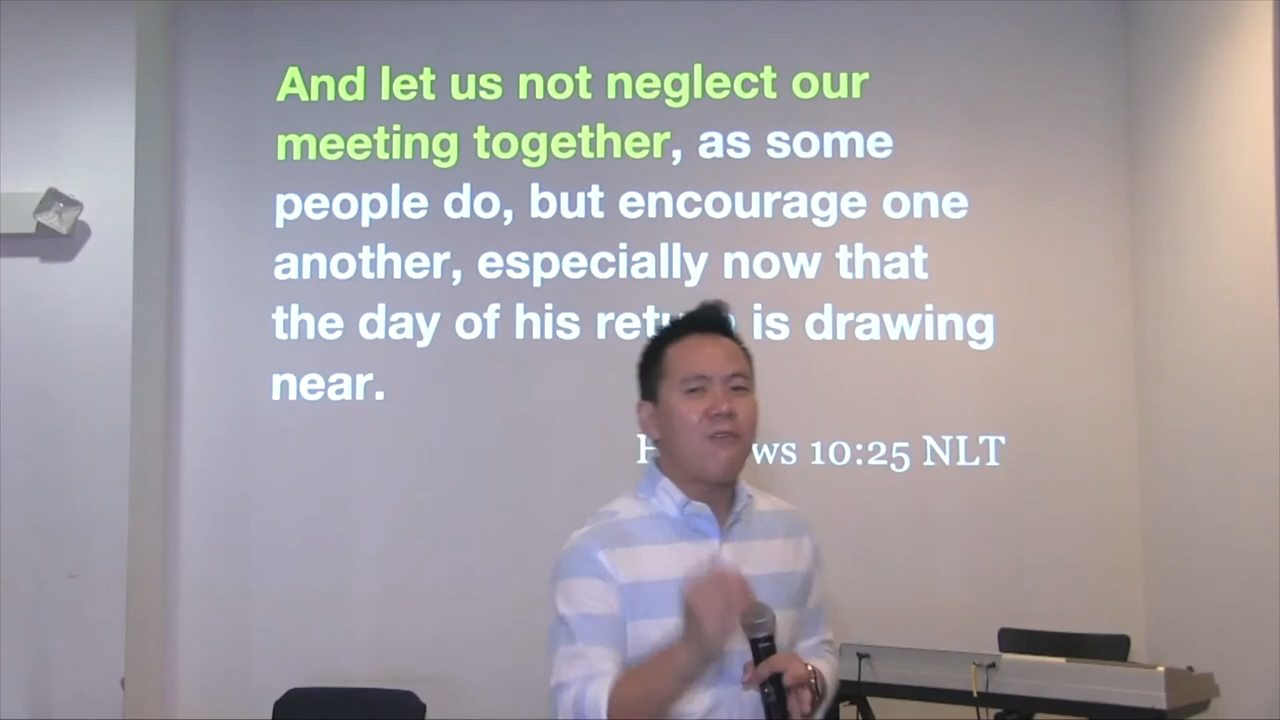 And let us not neglect our
meeting together, as some
people do, but encourage one
another, especially now that
the day of his is drawing
near.
10:25 NLT